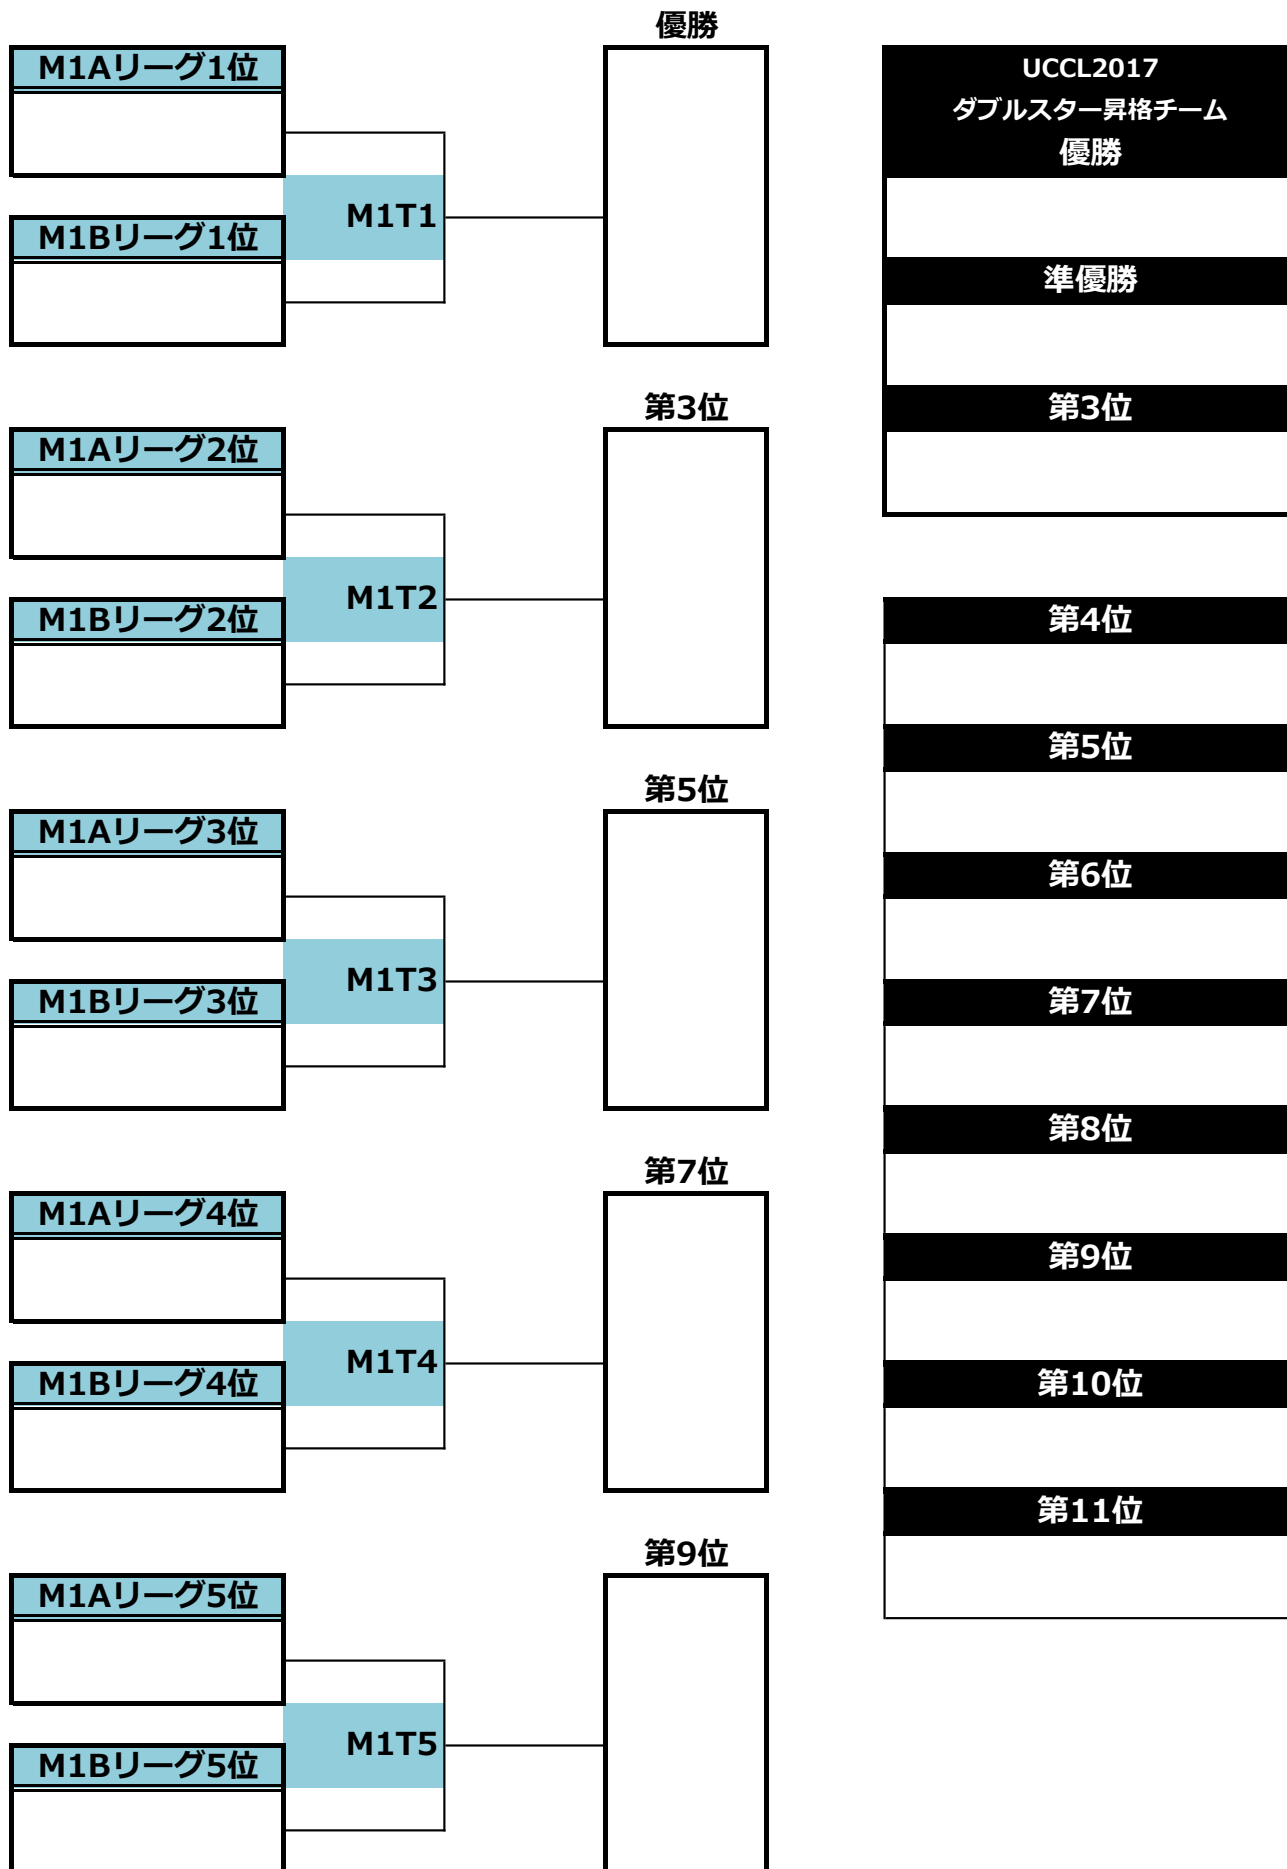 優勝
M1Aリーグ1位
M1T1
M1Bリーグ1位
第3位
M1Aリーグ2位
M1T2
M1Bリーグ2位
第5位
M1Aリーグ3位
M1T3
M1Bリーグ3位
第7位
M1Aリーグ4位
M1T4
M1Bリーグ4位
第9位
M1Aリーグ5位
M1T5
M1Bリーグ5位
UCCL2017
ダブルスター昇格チーム
優勝
準優勝
第3位
第4位
第5位
第6位
第7位
第8位
第9位
第10位
第11位